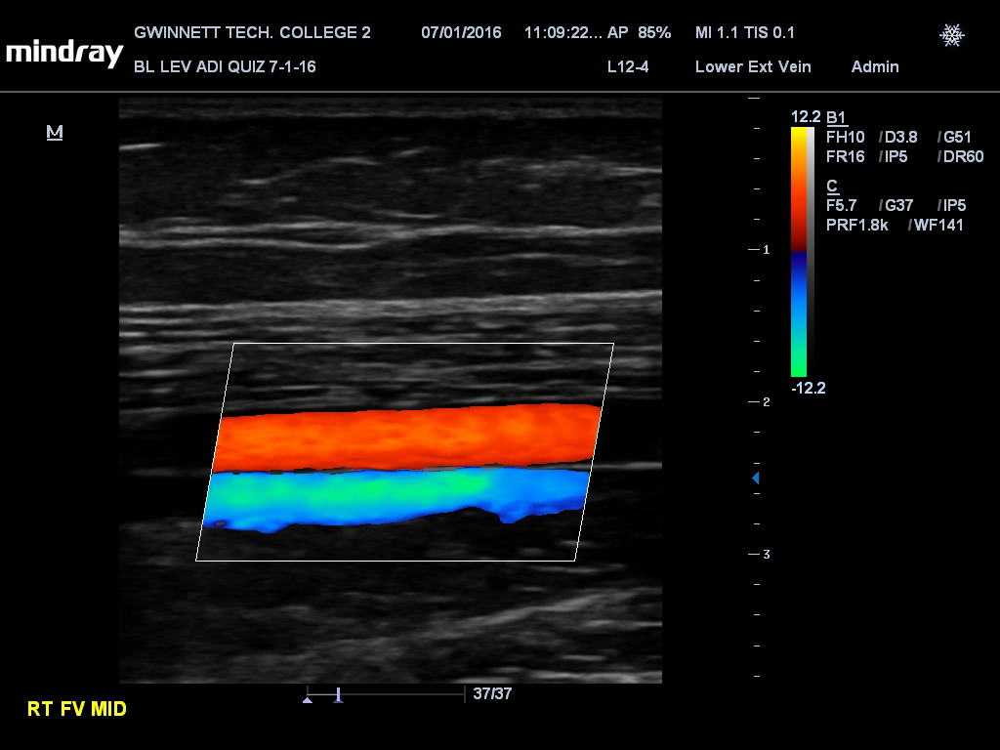 mindray
GWINNETT TECH. COLLEGE 2 07/01/2016 11:09:22... AP 85% MI 1.1 TIS 0.1
BL LEV ADI QUIZ 7-1-16 L12-4 Lower Ext Vein Admin
M
12.2 B1
FH10 /D3.8 /G51
FR16 /IP5 /DR60
C
F5.7 /G37 /IP5
PRF1.8k /WF141
1
-12.2
2
3
37/37
RT FV MID